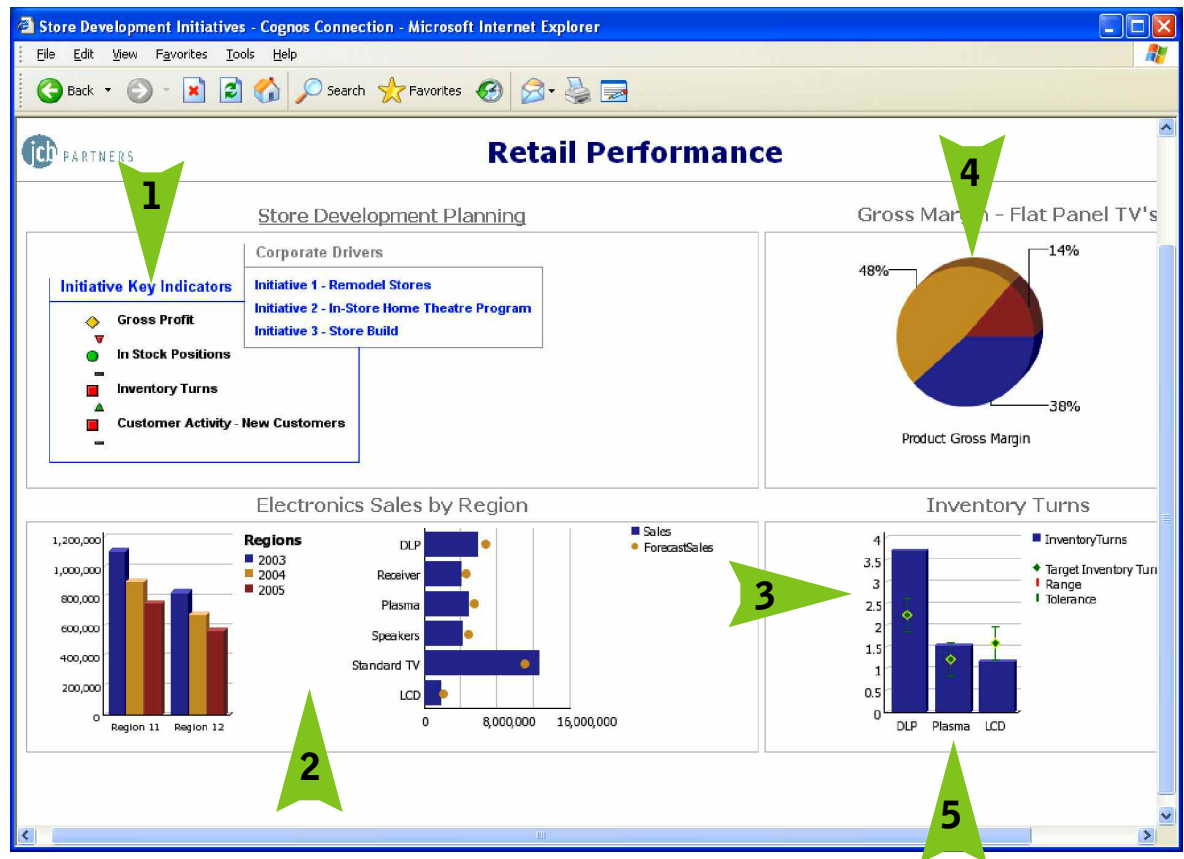 Store Development Initiatives - Cognos Connection - Microsoft Internet Explorer
File Edit View Favorites Tools Help
Back Search Favorites
jcb PARTNERS
Retail Performance
1
4
Store Development Planning
Gross Margin - Flat Panel TV's
Corporate Drivers
Initiative 1 - Remodel Stores
Initiative 2 - In-Store Home Theatre Program
Initiative 3 - Store Build
Initiative Key Indicators
Gross Profit
In Stock Positions
Inventory Turns
Customer Activity - New Customers
48%
14%
38%
Product Gross Margin
Electronics Sales by Region
Inventory Turns
1,200,000
1,000,000
800,000
600,000
400,000
200,000
0
Region 11 Region 12
Regions
2003
2004
2005
DLP
Receiver
Plasma
Speakers
Standard TV
LCD
0 8,000,000 16,000,000
Sales
ForecastSales
2
3
4
3.5
3
2.5
2
1.5
1
0.5
0
DLP Plasma LCD
InventoryTurns
Target Inventory Turn
Range
Tolerance
5